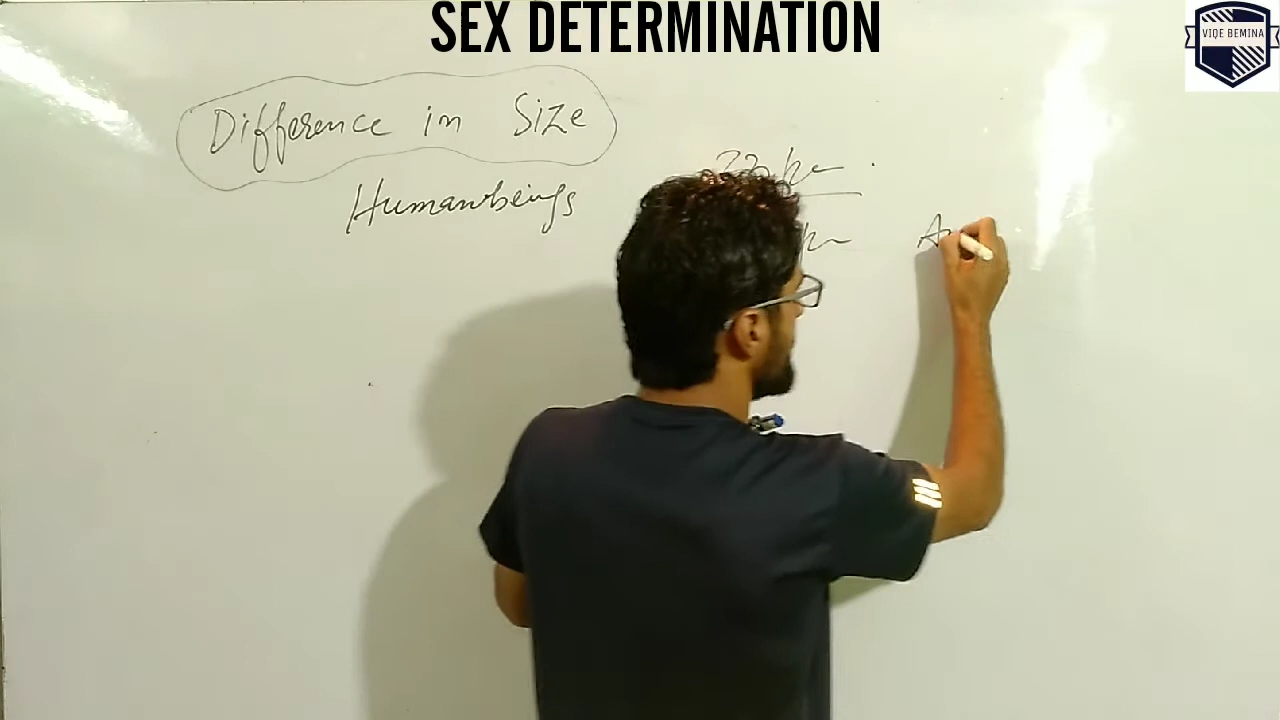 SEX DETERMINATION
VIQE BEMINA
Difference in Size
Humanbeings